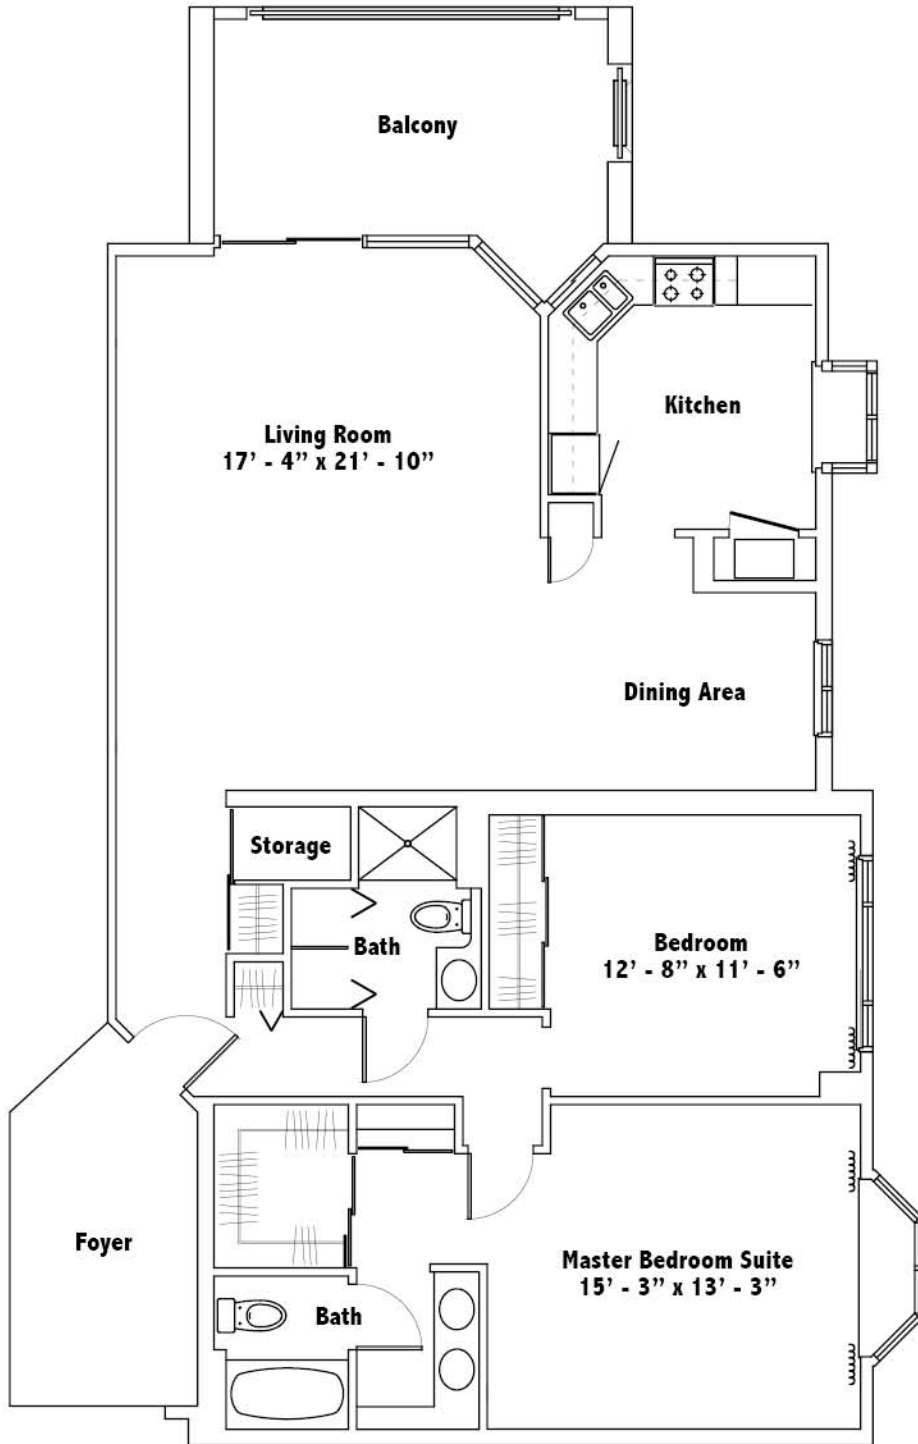 Balcony
Kitchen
Living Room
17’ - 4” x 21’ - 10”
Dining Area
Storage
Bath
Bedroom
12’ - 8” x 11’ - 6”
Foyer
Master Bedroom Suite
15’ - 3” x 13’ - 3”
Bath